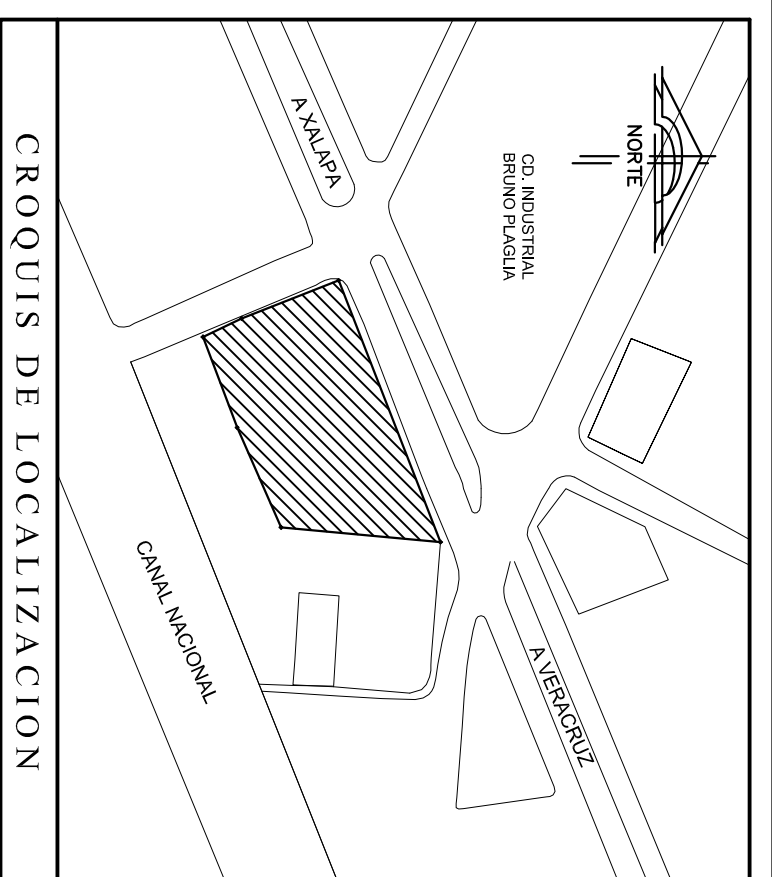 NORTE
CD. INDUSTRIAL
BRUNO PLAGLIA
A XALAPA
A VERACRUZ
CANAL NACIONAL
CROQUIS DE LOCALIZACION